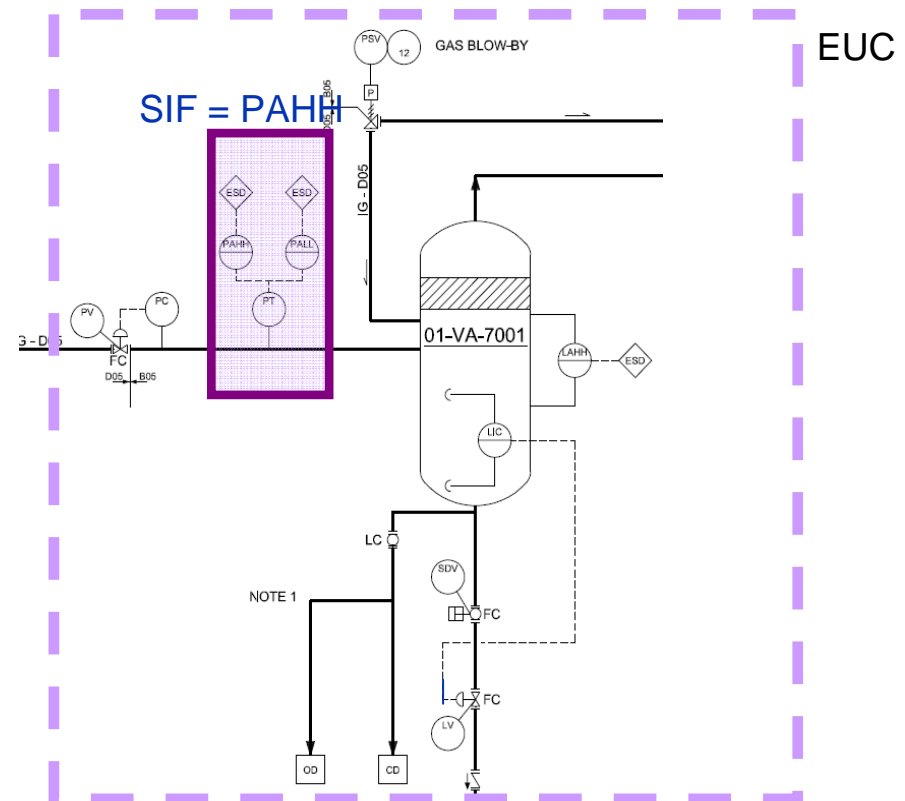 EUC
PSV
12
GAS BLOW-BY
P
B05
D05
SIF = PAHH
IG - D05
ESD
ESD
PAHH
PALL
PT
PV
PC
G - D05
FC
D05
B05
01-VA-7001
LAHH
ESD
LIC
LC
SDV
FC
NOTE 1
FC
LV
OD
CD